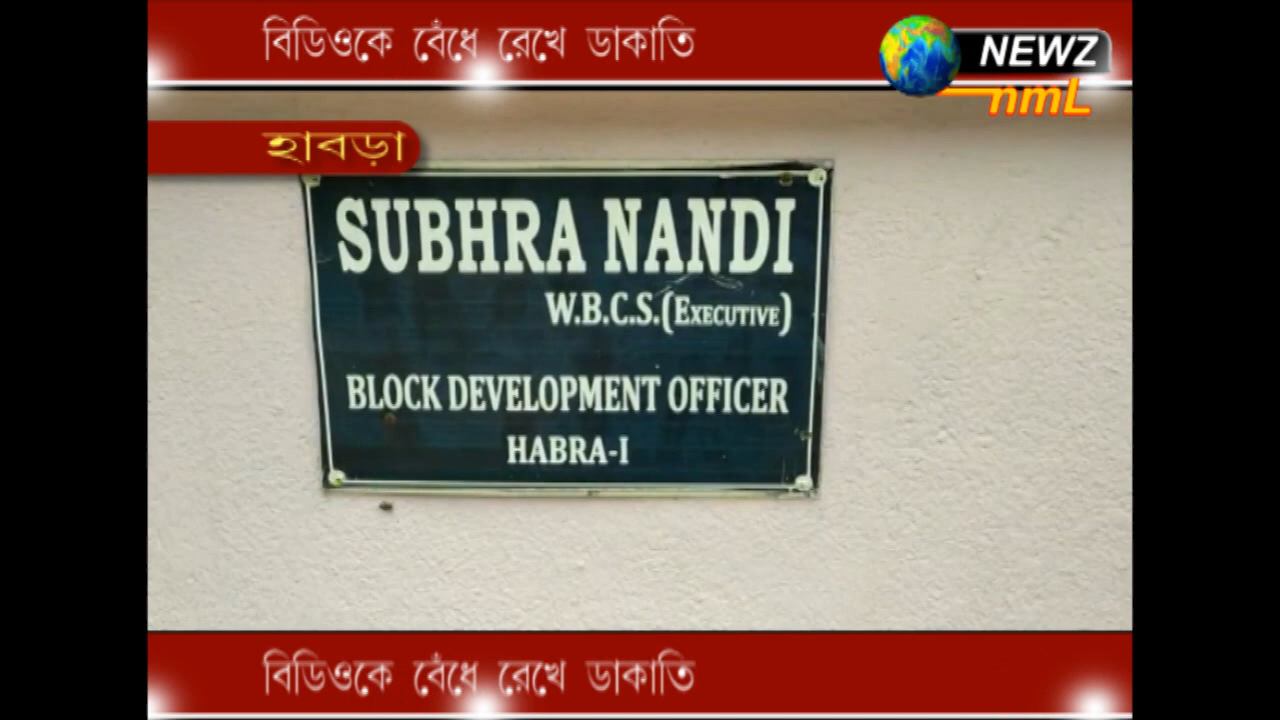 বিডিওকে বেঁধে রেখে ডাকাতি
NEWZ
nmL
হাবড়া
SUBHRA NANDI
W.B.C.S.(EXECUTIVE)
BLOCK DEVELOPMENT OFFICER
HABRA-I
বিডিওকে বেঁধে রেখে ডাকাতি